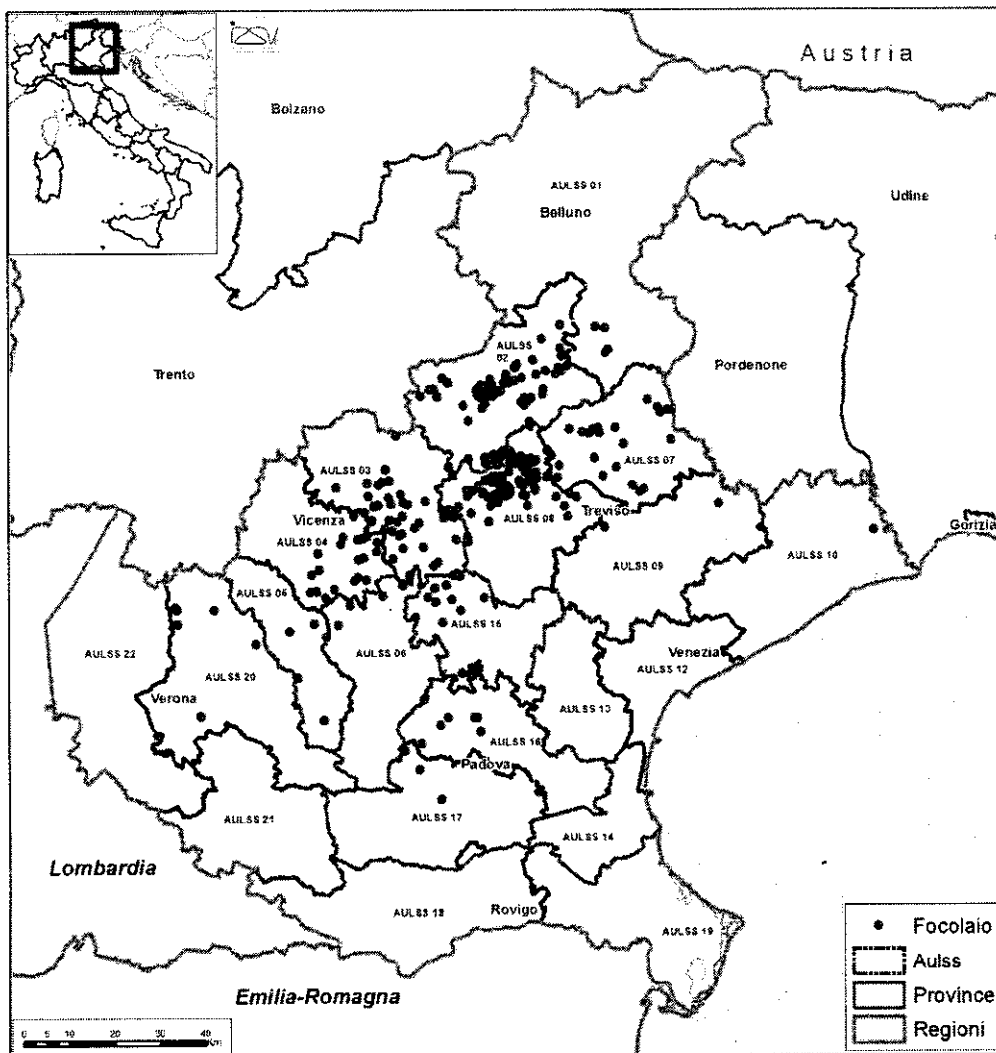 Austria
Bolzano
AULSS 01
Belluno
Udine
AULSS
02
Trento
Pordenone
AULSS 03
AULSS 07
Vicenza
AULSS 08
Treviso
AULSS 04
Gorizia
AULSS 10
AULSS 09
AULSS 05
AULSS 15
AULSS 22
AULSS 06
Venezia
AULSS 12
AULSS 20
Verona
AULSS 13
AULSS 16
Padova
AULSS 21
AULSS 17
AULSS 14
Lombardia
AULSS 18
Rovigo
AULSS 19
Emilia-Romagna
Focolaio
Aulss
Province
Regioni
0 5 10 20 30 40
Km